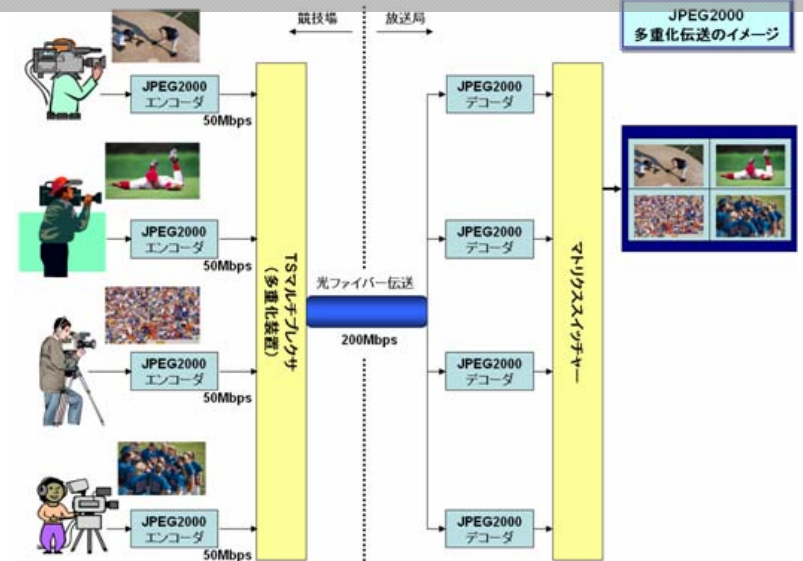 競技場
放送局
JPEG2000
多重化伝送のイメージ
JPEG2000
エンコーダ
50Mbps
JPEG2000
デコーダ
JPEG2000
エンコーダ
50Mbps
JPEG2000
デコーダ
TSマルチプレクサ
(多重化装置)
光ファイバー伝送
200Mbps
マトリクススイッチャー
JPEG2000
エンコーダ
50Mbps
JPEG2000
デコーダ
JPEG2000
エンコーダ
50Mbps
JPEG2000
デコーダ